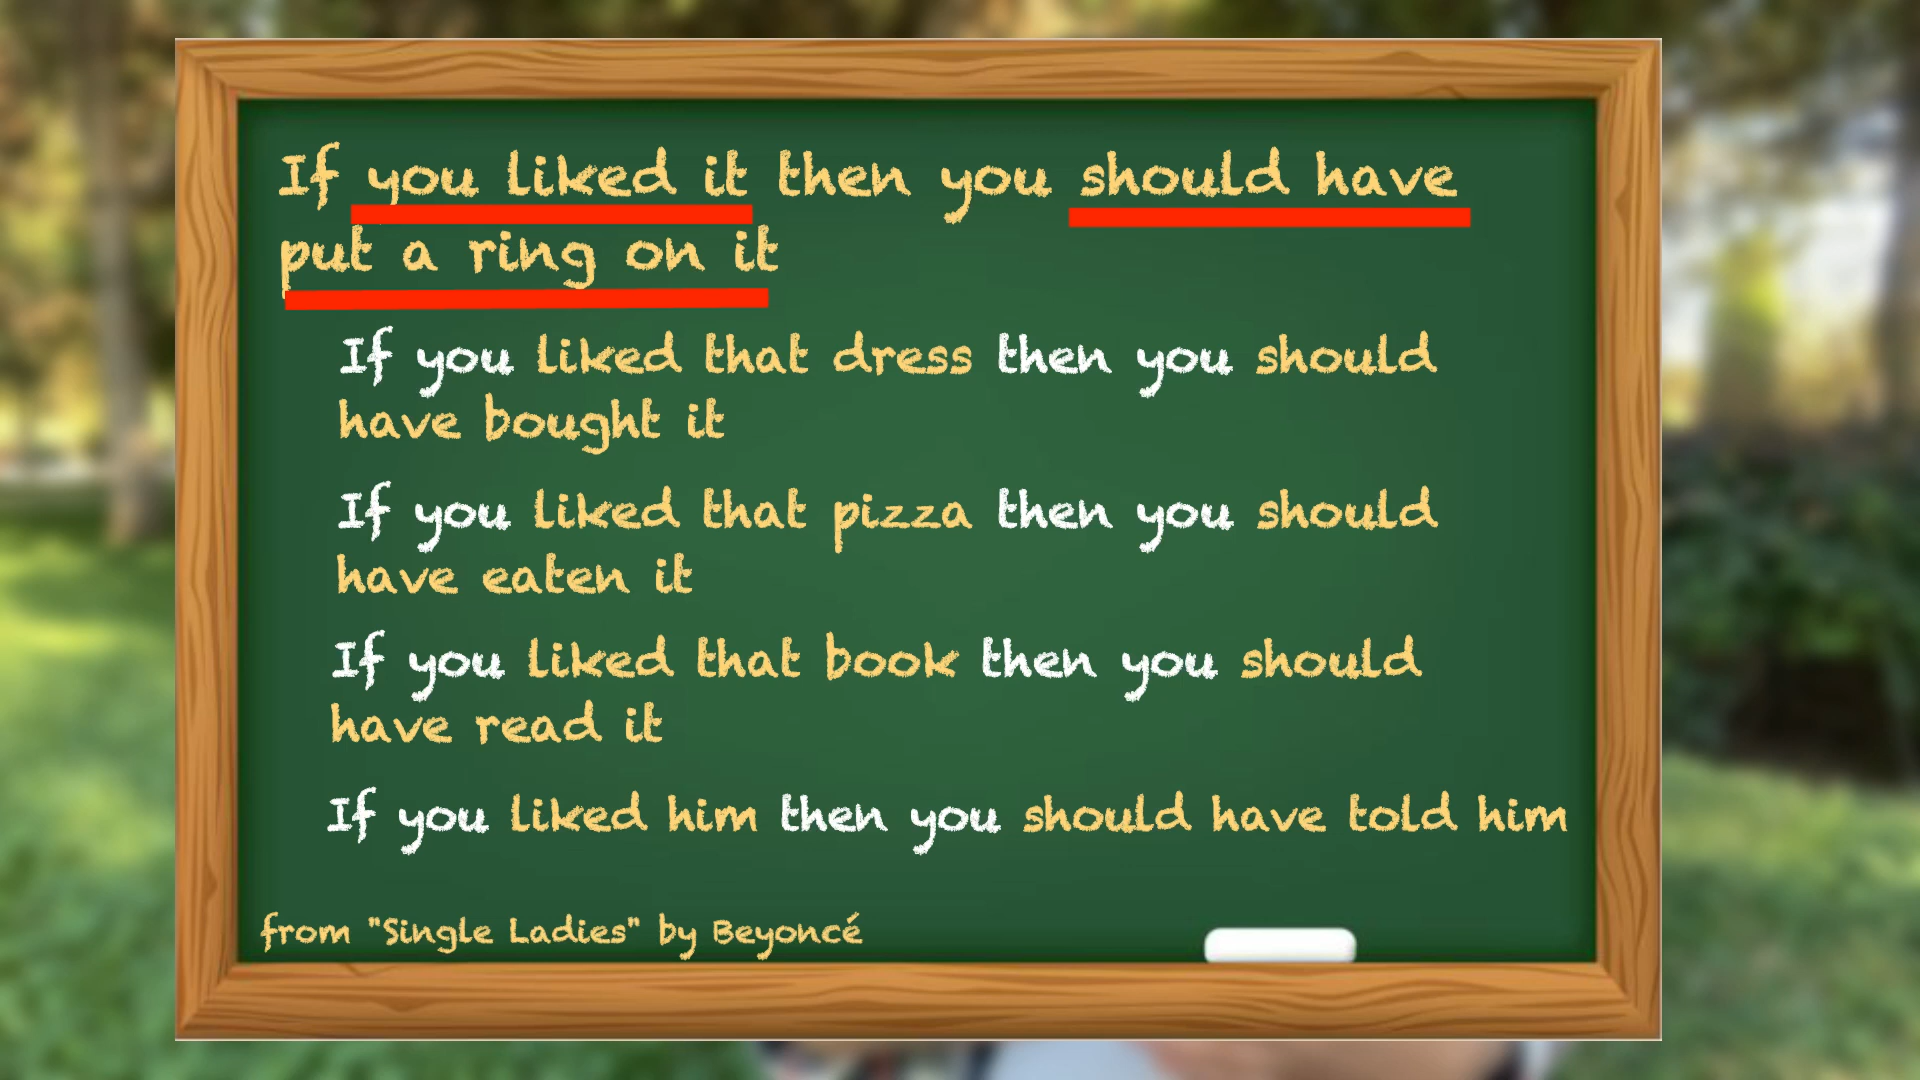 If you liked it then you should have
put a ring on it
If you liked that dress then you should
have bought it
If you liked that pizza then you should
have eaten it
If you liked that book then you should
have read it
If you liked him then you should have told him
from "Single Ladies" by Beyoncé